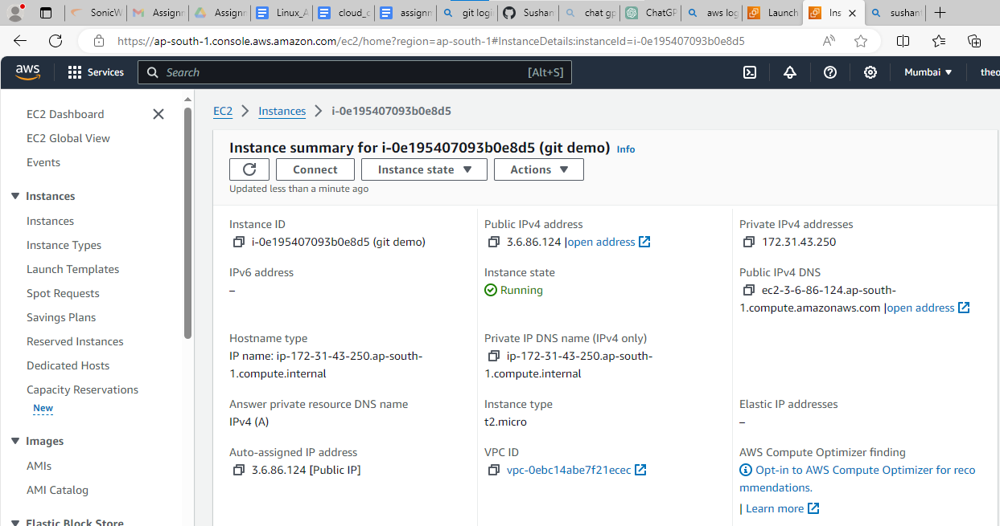 SonicW
Assignm
Assignm
Linux_A
cloud_c
assignm
git logi
Sushan
chat gp
ChatGP
aws log
Launch
Ins
sushant
https://ap-south-1.console.aws.amazon.com/ec2/home?region=ap-south-1#InstanceDetails:instanceId=i-0e195407093b0e8d5
aws
Services
Search
[Alt+S]
Mumbai
theo
EC2 Dashboard
EC2 Global View
Events
Instances
Instances
Instance Types
Launch Templates
Spot Requests
Savings Plans
Reserved Instances
Dedicated Hosts
Capacity Reservations
New
Images
AMIs
AMI Catalog
Elastic Block Store
EC2 > Instances > i-0e195407093b0e8d5
Instance summary for i-0e195407093b0e8d5 (git demo) Info
Connect
Instance state
Actions
Updated less than a minute ago
Instance ID
i-0e195407093b0e8d5 (git demo)
Public IPv4 address
3.6.86.124 |open address
Private IPv4 addresses
172.31.43.250
IPv6 address
–
Instance state
Running
Public IPv4 DNS
ec2-3-6-86-124.ap-south-
1.compute.amazonaws.com |open address
Hostname type
IP name: ip-172-31-43-250.ap-south-
1.compute.internal
Private IP DNS name (IPv4 only)
ip-172-31-43-250.ap-south-
1.compute.internal
Answer private resource DNS name
IPv4 (A)
Instance type
t2.micro
Elastic IP addresses
–
Auto-assigned IP address
3.6.86.124 [Public IP]
VPC ID
vpc-0ebc14abe7f21ecec
AWS Compute Optimizer finding
Opt-in to AWS Compute Optimizer for reco
mmendations.
| Learn more